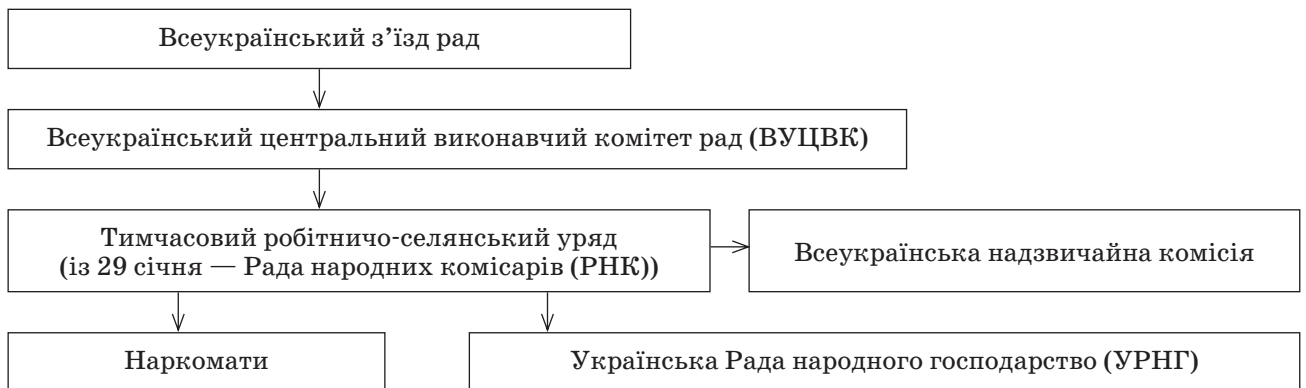 Всеукраїнський з’їзд рад
Всеукраїнський центральний виконавчий комітет рад (ВУЦВК)
Тимчасовий робітничо-селянський уряд
(із 29 січня — Рада народних комісарів (РНК))
Всеукраїнська надзвичайна комісія
Наркомати
Українська Рада народного господарство (УРНГ)